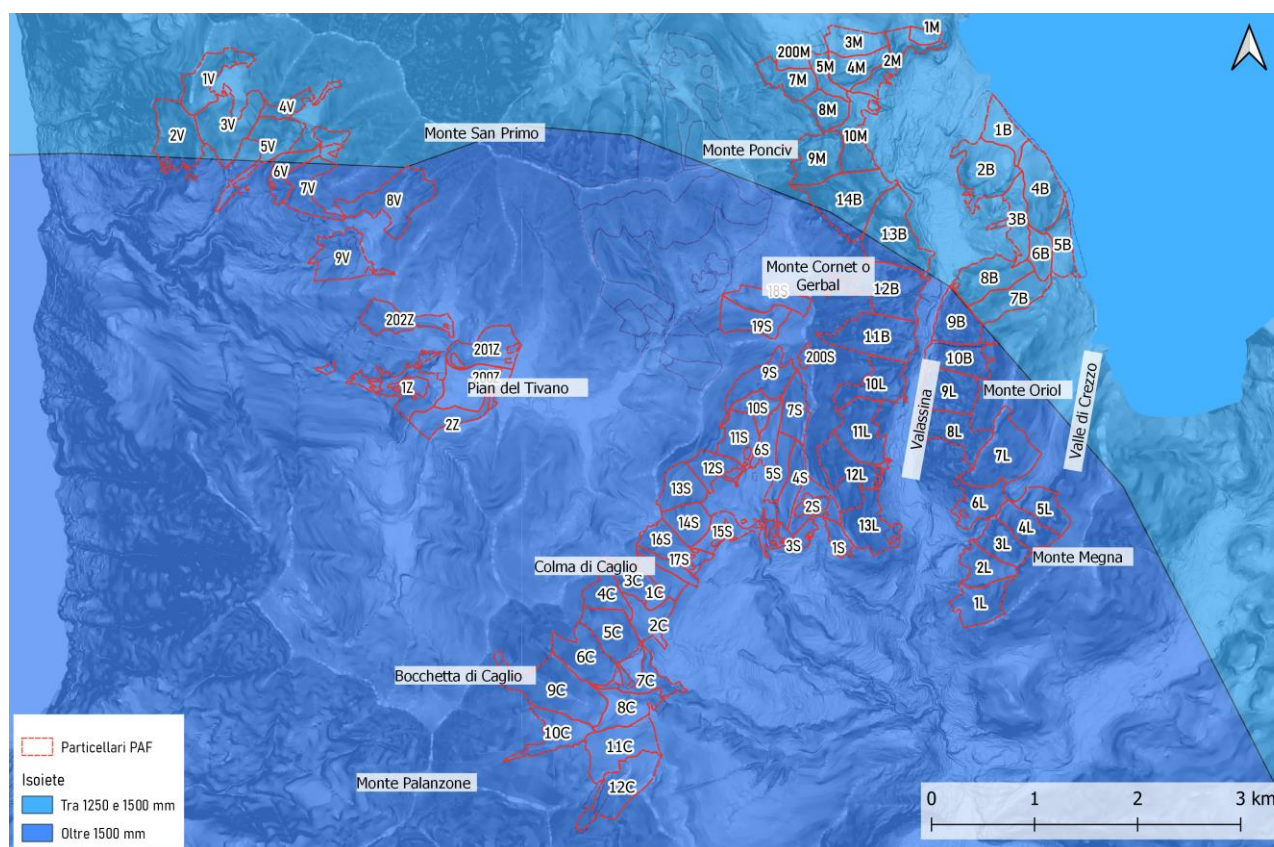 1M
3M
200M
5M
4M
2M
7M
8M
1V
4V
2V
3V
5V
Monte San Primo
Monte Ponciv
10M
9M
1B
2B
4B
6V
7V
8V
14B
3B
13B
5B
6B
9V
Monte Cornet o
Gerbal
8B
7B
18S
12B
19S
9B
202Z
201Z
11B
200S
10B
200Z
Pian del Tivano
1Z
2Z
9S
10L
9L
Monte Oriol
Valassina
Valle di Crezzo
10S
7S
11S
6S
11L
8L
7L
12S
5S
4S
12L
13S
2S
6L
5L
14S
15S
13L
4L
16S
3S
1S
3L
17S
Monte Megna
Colma di Caglio
3C
2L
4C
1C
1L
5C
2C
6C
Bocchetta di Caglio
7C
9C
8C
10C
11C
Monte Palanzone
12C
Particellari PAF
Isoiete
Tra 1250 e 1500 mm
Oltre 1500 mm
0 1 2 3 km